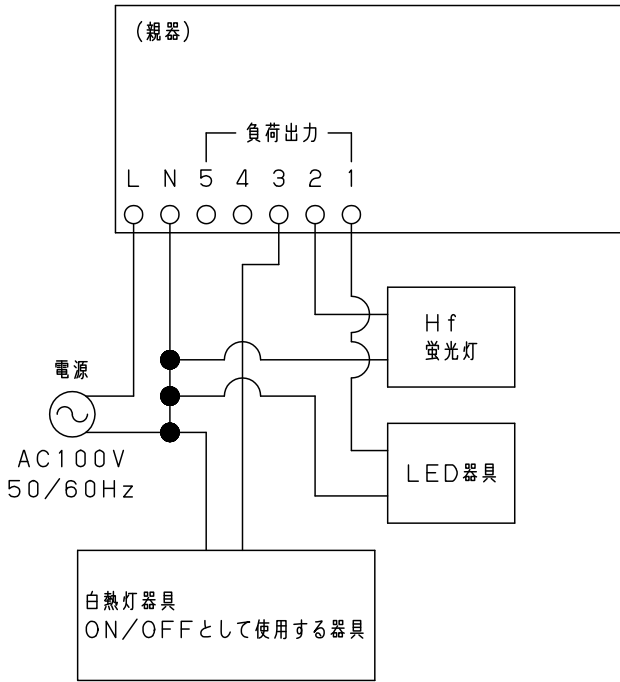 (親器)
負荷出力
L N 5 4 3 2 1
Hf
蛍光灯
電源
AC100V
50/60Hz
LED器具
白熱灯器具
ON/OFFとして使用する器具